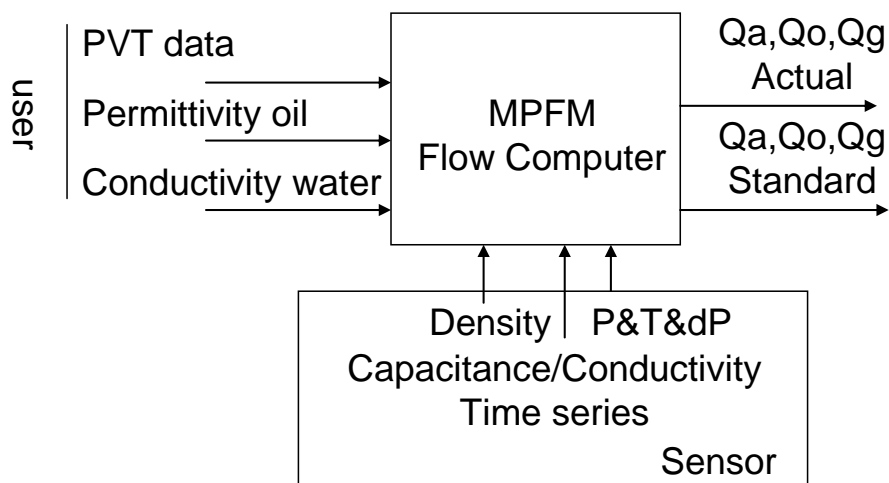 user
PVT data
Permittivity oil
Conductivity water
MPFM
Flow Computer
Qa,Qo,Qg
Actual
Qa,Qo,Qg
Standard
Density P&T&dP
Capacitance/Conductivity
Time series
Sensor